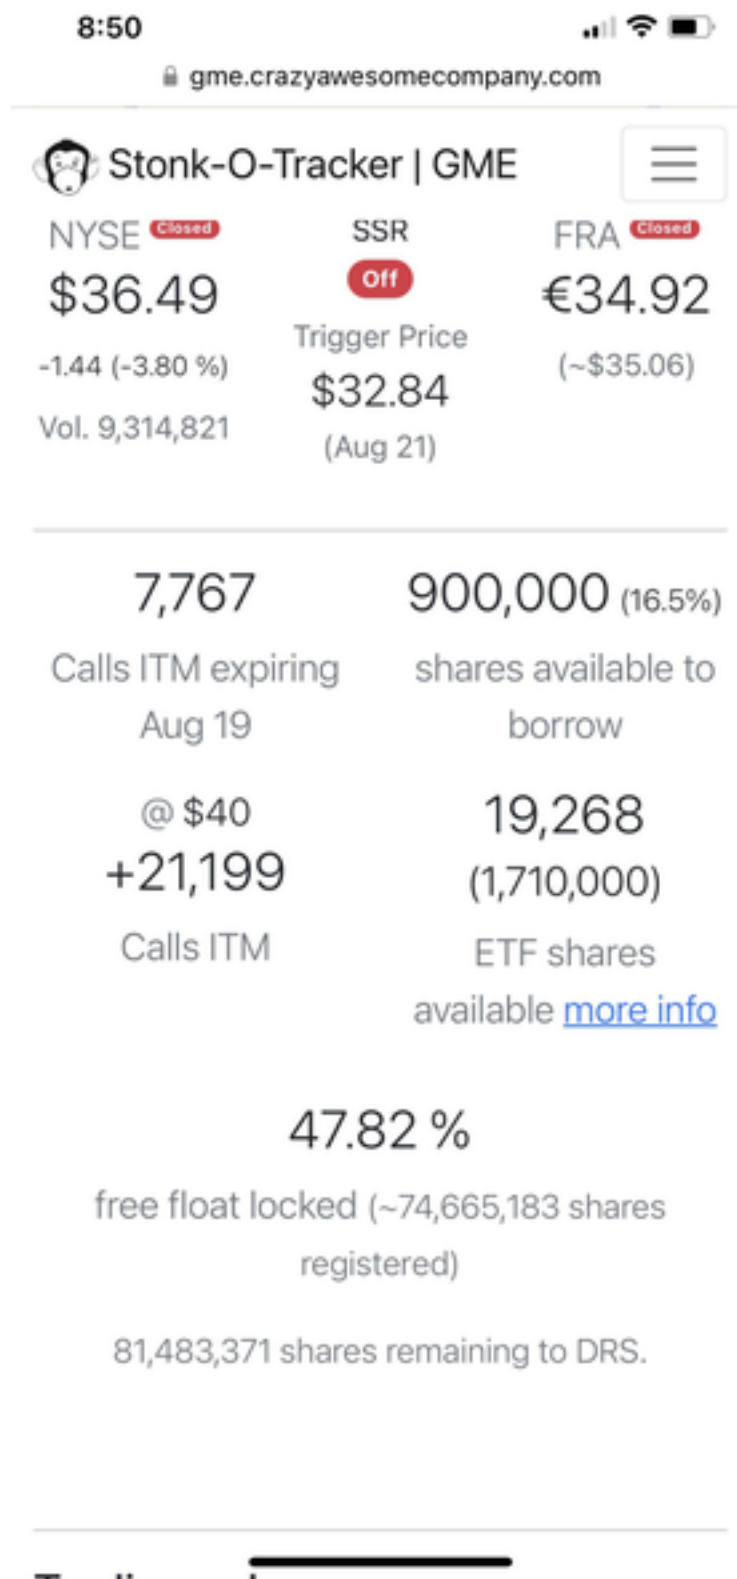 8:50
gme.crazyawesomecompany.com
Stonk-O-Tracker | GME
NYSE Closed
$36.49
-1.44 (-3.80 %)
Vol. 9,314,821
SSR
Off
Trigger Price
$32.84
(Aug 21)
FRA Closed
€34.92
(~$35.06)
7,767
Calls ITM expiring
Aug 19
@ $40
+21,199
Calls ITM
900,000 (16.5%)
shares available to
borrow
19,268
(1,710,000)
ETF shares
available more info
47.82 %
free float locked (~74,665,183 shares
registered)
81,483,371 shares remaining to DRS.